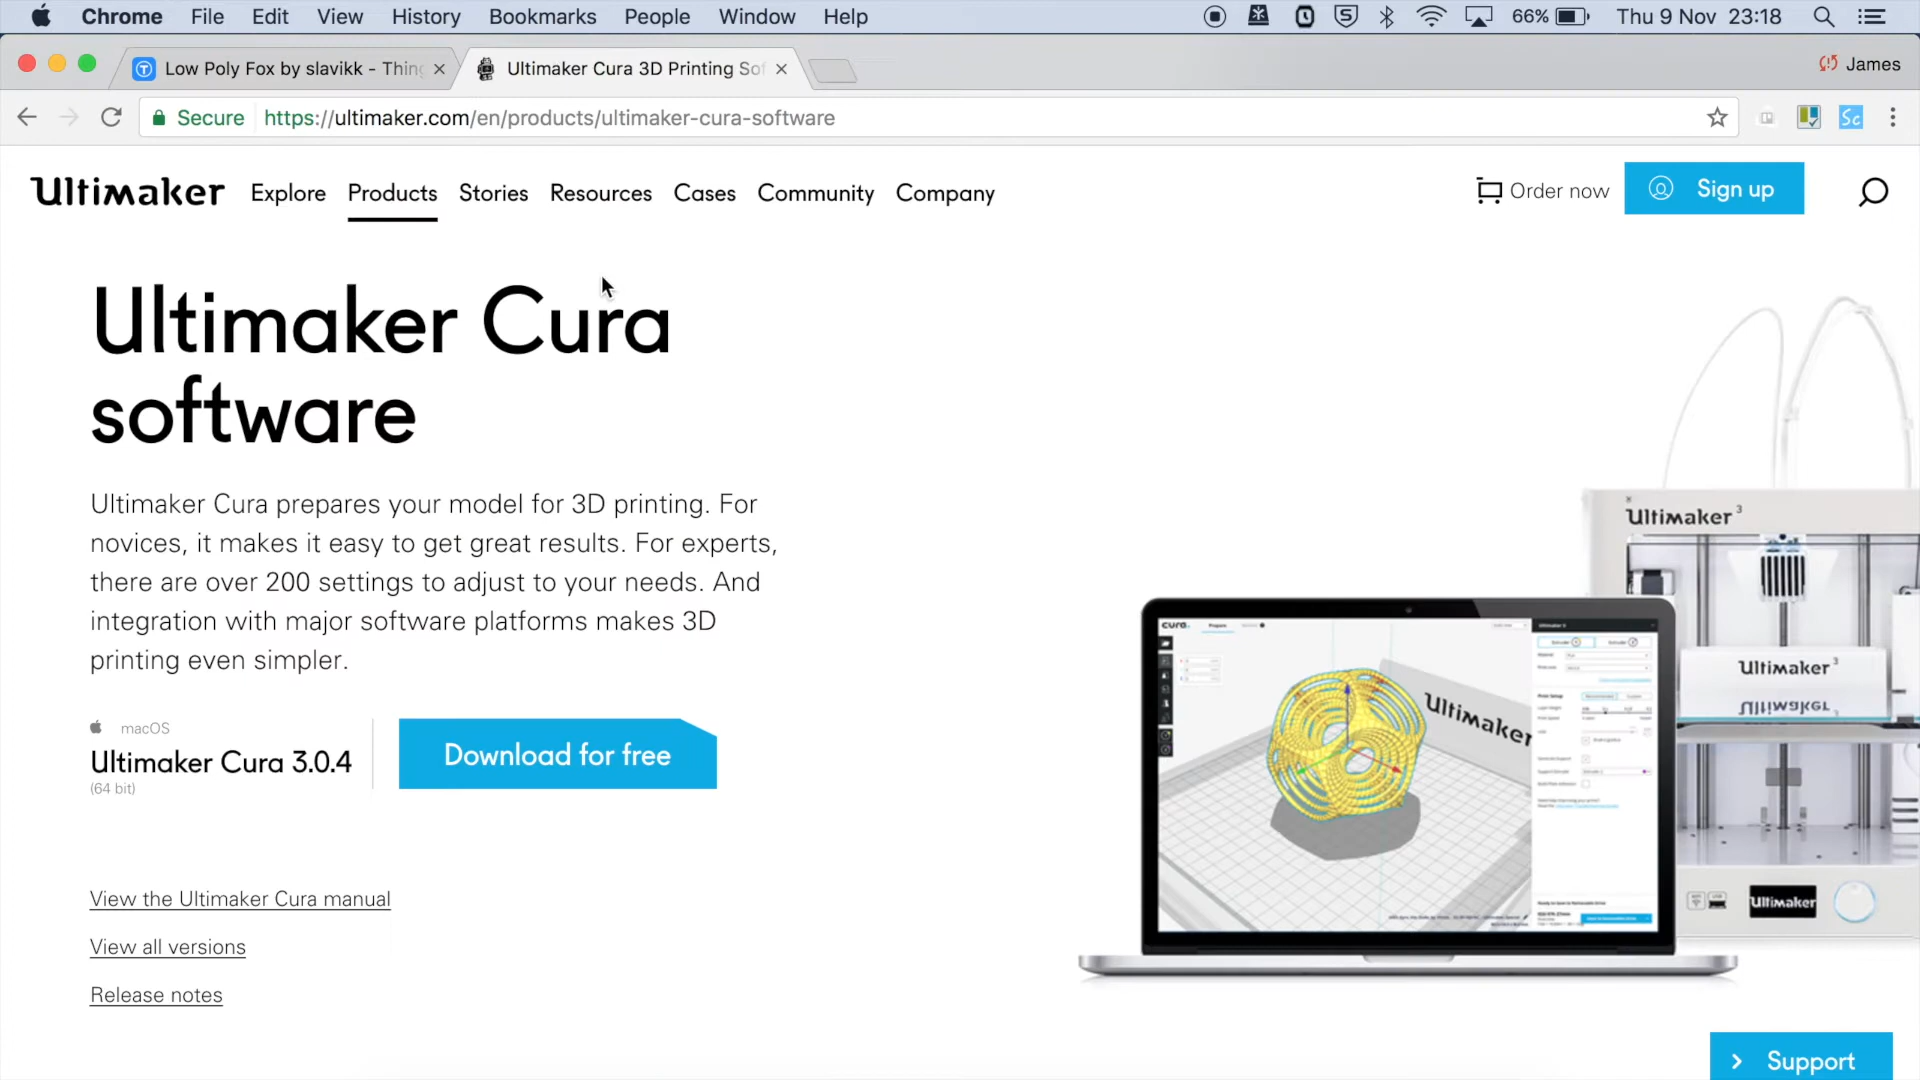 Chrome File Edit View History Bookmarks People Window Help
66% Thu 9 Nov 23:18
Low Poly Fox by slavikk - Thing
Ultimaker Cura 3D Printing Sof
James
Secure https://ultimaker.com/en/products/ultimaker-cura-software
Ultimaker Explore Products Stories Resources Cases Community Company
Order now
Sign up
Ultimaker Cura
software
Ultimaker Cura prepares your model for 3D printing. For
novices, it makes it easy to get great results. For experts,
there are over 200 settings to adjust to your needs. And
integration with major software platforms makes 3D
printing even simpler.
macOS
Ultimaker Cura 3.0.4
(64 bit)
Download for free
View the Ultimaker Cura manual
View all versions
Release notes
Ultimaker 3
Ultimaker 3
Ultimaker
cura.
Prepare
Ultimaker
Ultimaker
Support